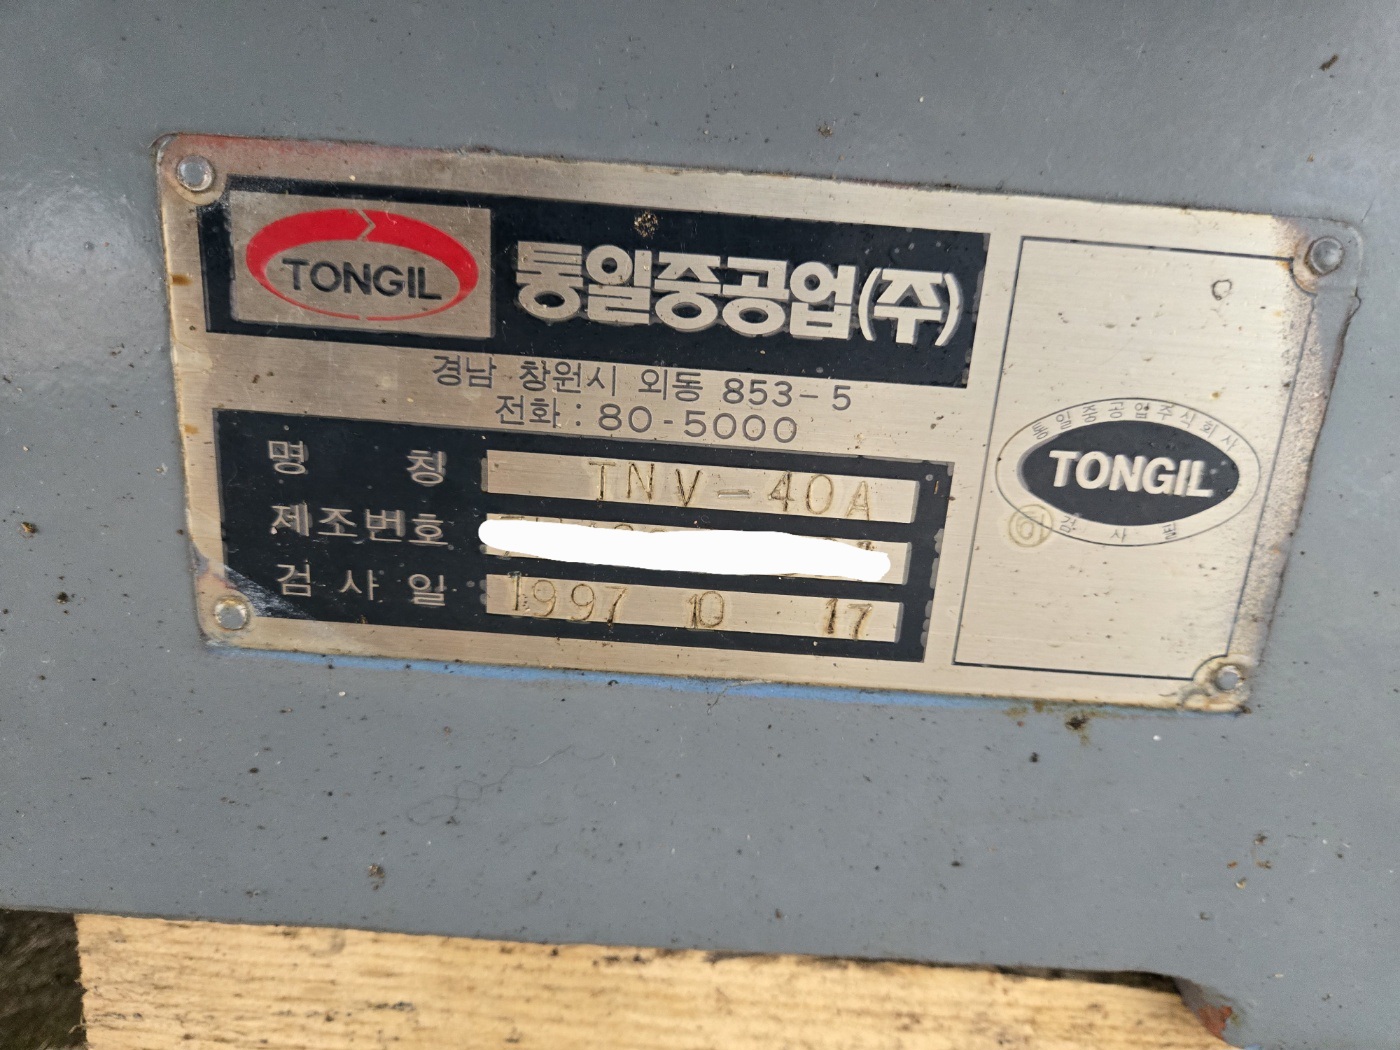 TONGIL
통일중공업(주)
경남 창원시 외동 853-5
전화 : 80-5000
명 칭 TNV-40A
제조번호
검사일 1997 10 17
통일중공업주식회사
TONGIL
검사필